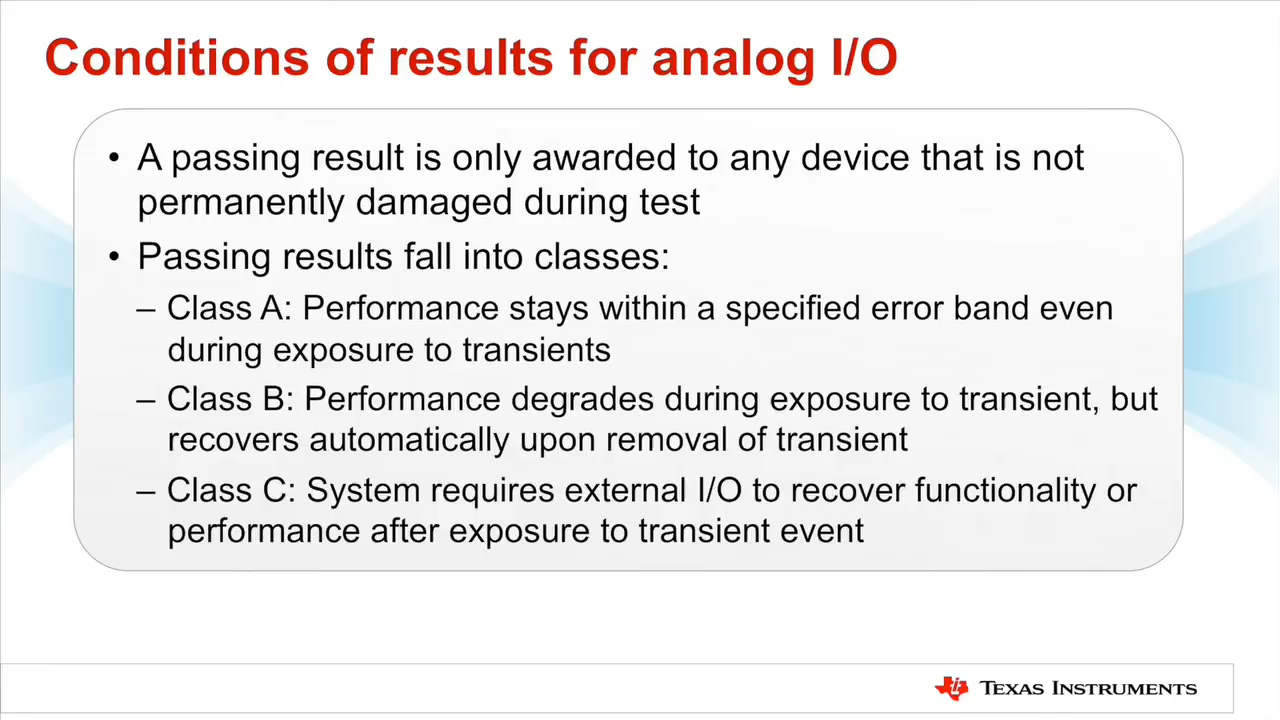 Conditions of results for analog I/O
• A passing result is only awarded to any device that is not
permanently damaged during test
• Passing results fall into classes:
– Class A: Performance stays within a specified error band even
during exposure to transients
– Class B: Performance degrades during exposure to transient, but
recovers automatically upon removal of transient
– Class C: System requires external I/O to recover functionality or
performance after exposure to transient event
TEXAS INSTRUMENTS